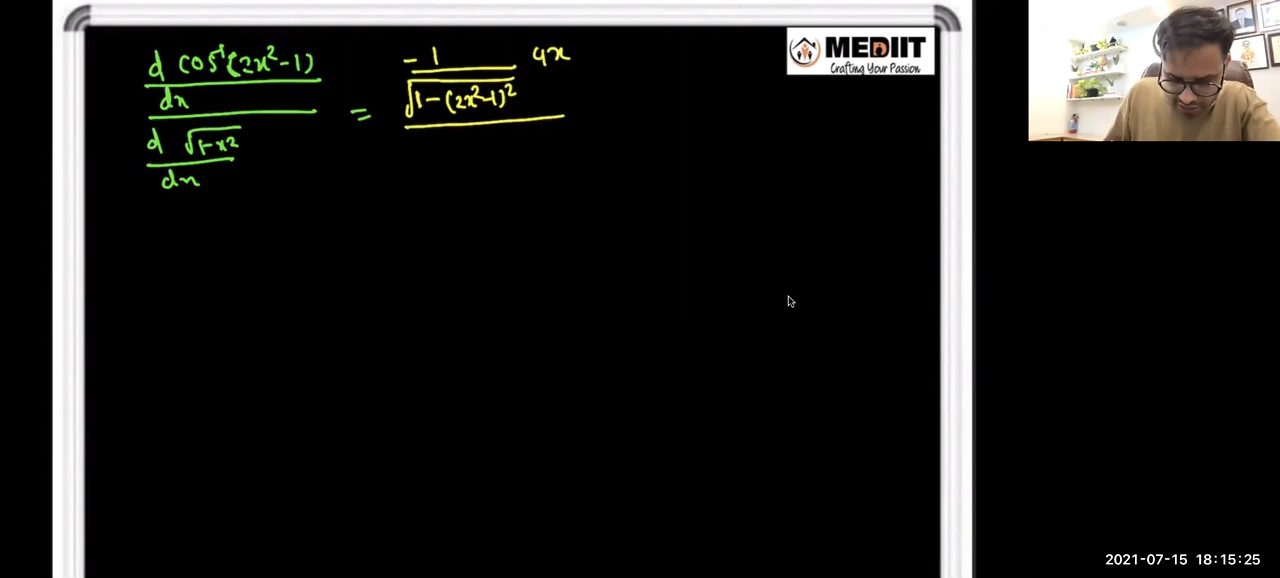 d cos⁻¹(2x²-1)
dx
d √1-x²
dx
=
-1 4x
√1-(2x²-1)²
MEDIIT
Crafting Your Passion
2021-07-15 18:15:25